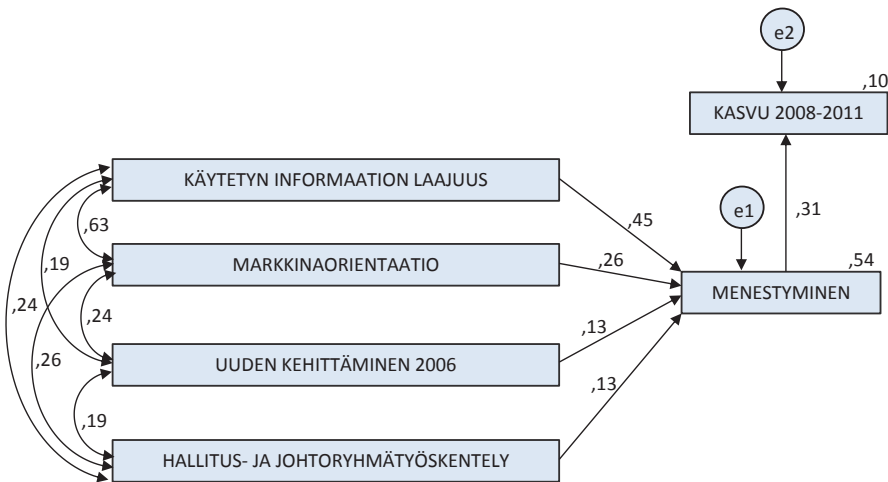 e2
,10
KASVU 2008-2011
KÄYTETYN INFORMAATION LAAJUUS
e1
,31
,45
,63
MARKKINAORIENTAATIO
,26
,54
MENESTYMINEN
,19
,24
,24
,13
UUDEN KEHITTÄMINEN 2006
,26
,13
,19
HALLITUS- JA JOHTORYHMÄTYÖSKENTELY